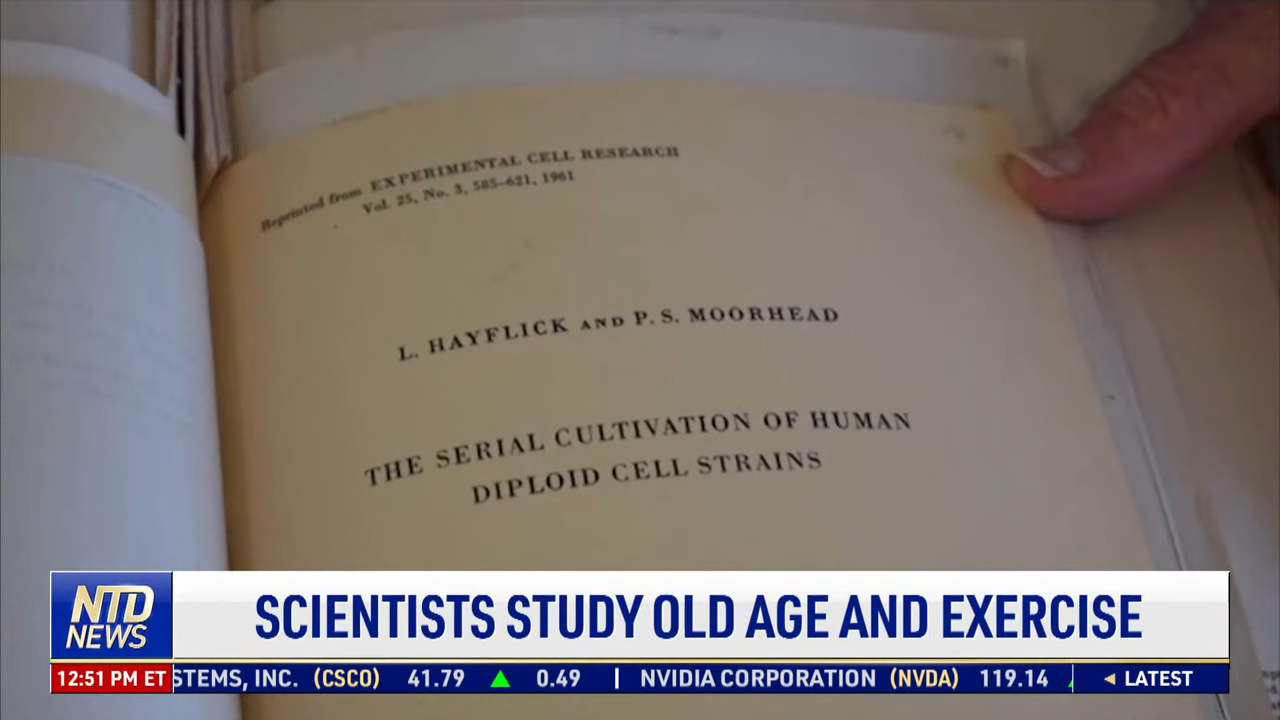 Reprinted from EXPERIMENTAL CELL RESEARCH
Vol. 25, No. 3, 585–621, 1961
L. HAYFLICK AND P. S. MOORHEAD
THE SERIAL CULTIVATION OF HUMAN
DIPLOID CELL STRAINS
NTD
NEWS
SCIENTISTS STUDY OLD AGE AND EXERCISE
12:51 PM ET STEMS, INC. (CSCO) 41.79 ▲ 0.49 | NVIDIA CORPORATION (NVDA) 119.14 ◄ LATEST